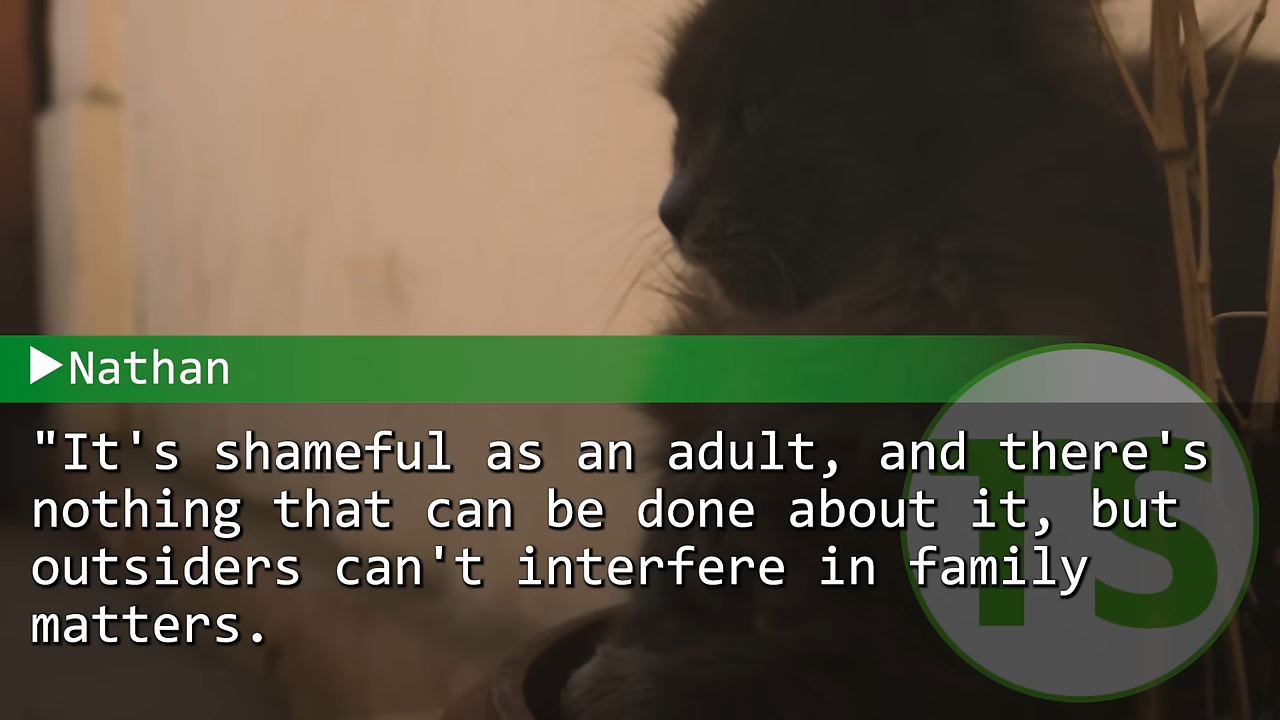 ▶Nathan
"It's shameful as an adult, and there's
nothing that can be done about it, but
outsiders can't interfere in family
matters.
TS